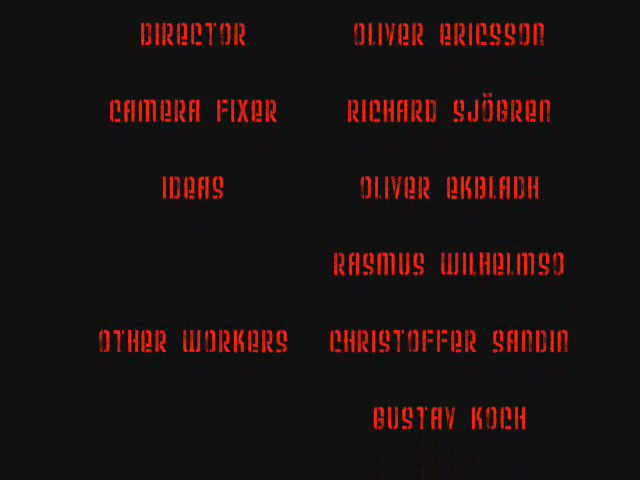 DIRECTOR OLIVER ERICSSON
CAMERA FIXER RICHARD SJÖGREN
IDEAS OLIVER EKBLADH
RASMUS WILHELMSO
OTHER WORKERS CHRISTOFFER SANDIN
GUSTAV KOCH